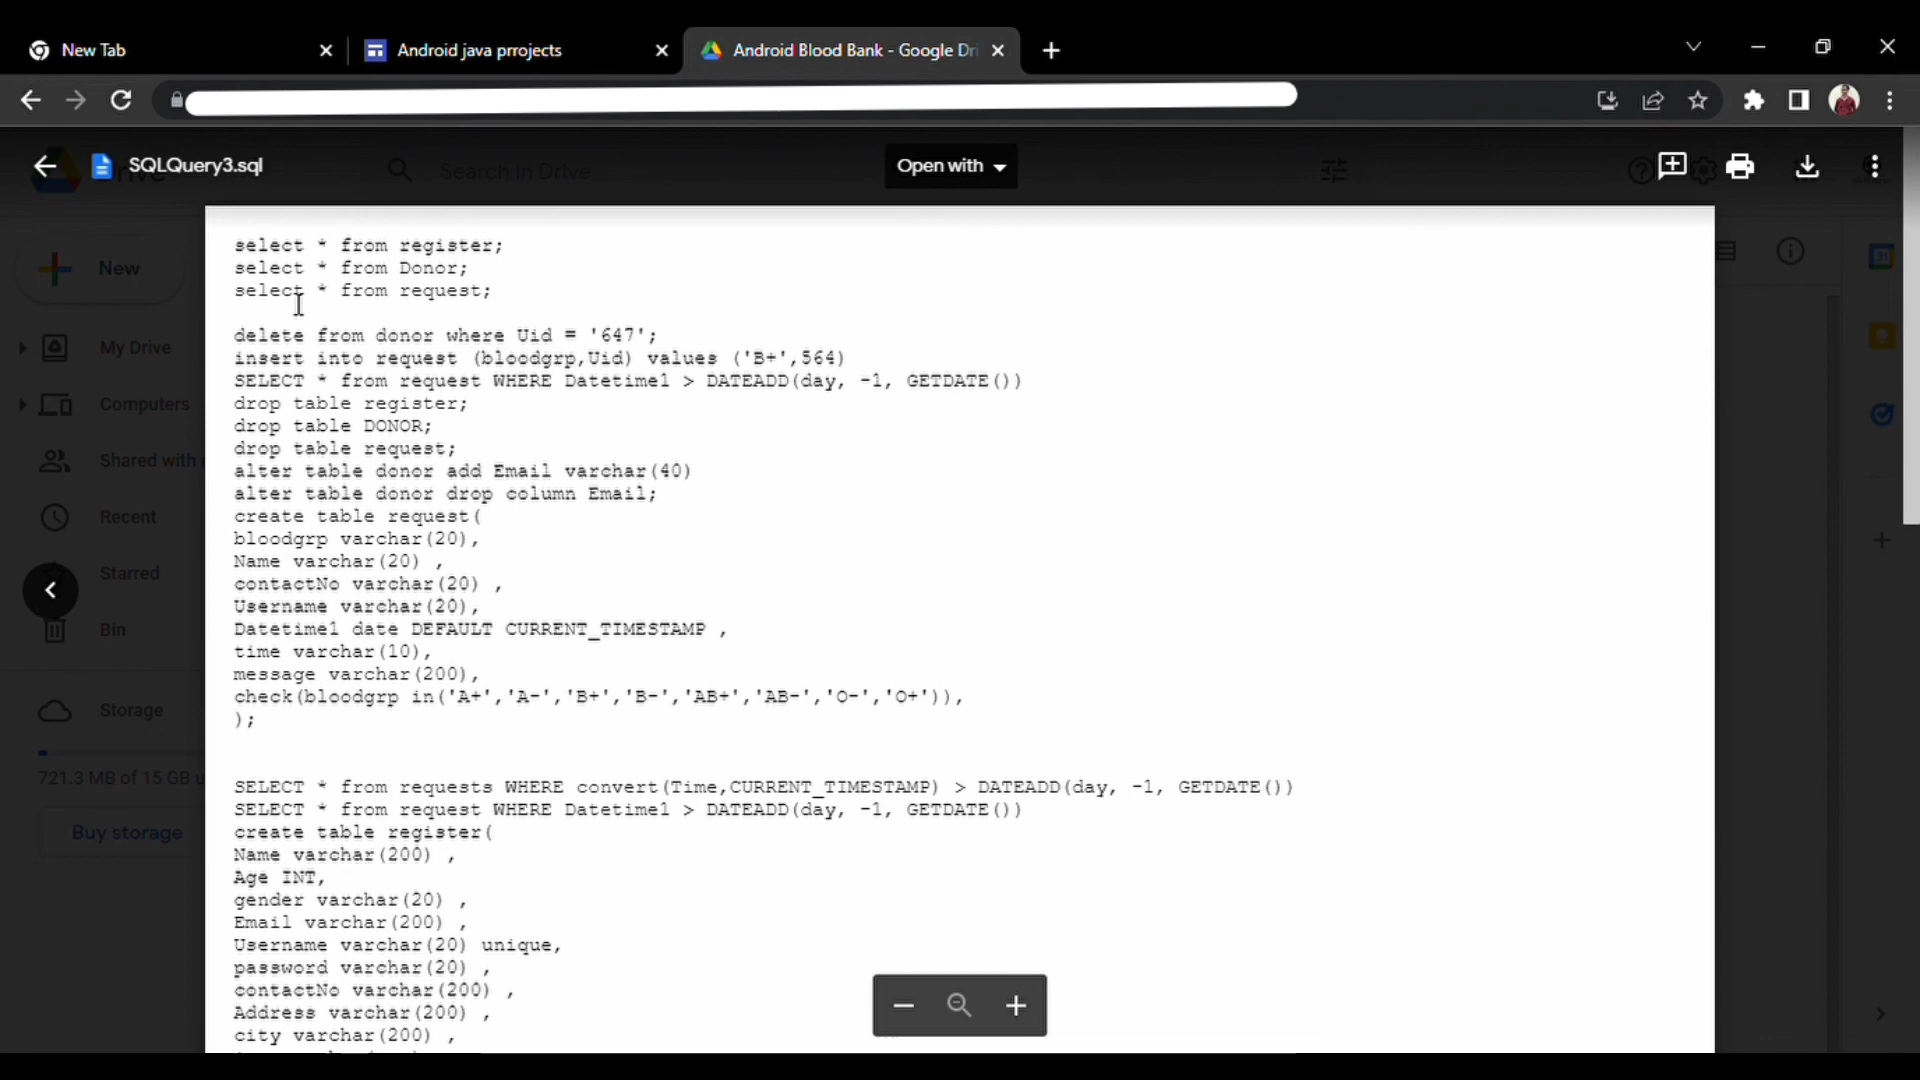 New Tab
Android java prrojects
Android Blood Bank - Google Dri
SQLQuery3.sql
Search in Drive
Open with
New
My Drive
Computers
Shared with
Recent
Starred
Bin
Storage
721.3 MB of 15 GB u
Buy storage
select * from register;
select * from Donor;
select * from request;
delete from donor where Uid = '647';
insert into request (bloodgrp,Uid) values ('B+',564)
SELECT * from request WHERE Datetime1 > DATEADD(day, -1, GETDATE())
drop table register;
drop table DONOR;
drop table request;
alter table donor add Email varchar(40)
alter table donor drop column Email;
create table request(
bloodgrp varchar(20),
Name varchar(20) ,
contactNo varchar(20) ,
Username varchar(20),
Datetime1 date DEFAULT CURRENT_TIMESTAMP ,
time varchar(10),
message varchar(200),
check(bloodgrp in('A+','A-','B+','B-','AB+','AB-','O-','O+')),
);
SELECT * from requests WHERE convert(Time,CURRENT_TIMESTAMP) > DATEADD(day, -1, GETDATE())
SELECT * from request WHERE Datetime1 > DATEADD(day, -1, GETDATE())
create table register(
Name varchar(200) ,
Age INT,
gender varchar(20) ,
Email varchar(200) ,
Username varchar(20) unique,
password varchar(20) ,
contactNo varchar(200) ,
Address varchar(200) ,
city varchar(200) ,